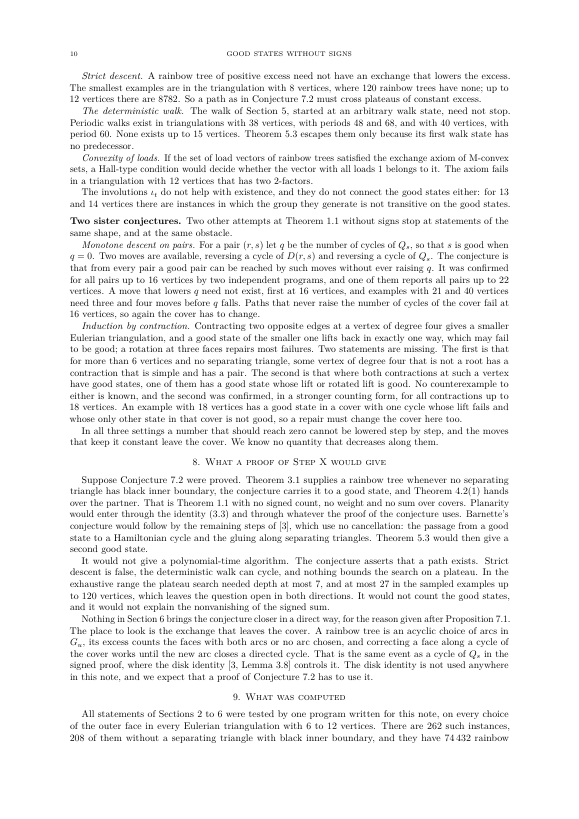 10 GOOD STATES WITHOUT SIGNS
Strict descent. A rainbow tree of positive excess need not have an exchange that lowers the excess.
The smallest examples are in the triangulation with 8 vertices, where 120 rainbow trees have none; up to
12 vertices there are 8782. So a path as in Conjecture 7.2 must cross plateaus of constant excess.
The deterministic walk. The walk of Section 5, started at an arbitrary walk state, need not stop.
Periodic walks exist in triangulations with 38 vertices, with periods 48 and 68, and with 40 vertices, with
period 60. None exists up to 15 vertices. Theorem 5.3 escapes them only because its first walk state has
no predecessor.
Convexity of loads. If the set of load vectors of rainbow trees satisfied the exchange axiom of M-convex
sets, a Hall-type condition would decide whether the vector with all loads 1 belongs to it. The axiom fails
in a triangulation with 12 vertices that has two 2-factors.
The involutions ιₜ do not help with existence, and they do not connect the good states either: for 13
and 14 vertices there are instances in which the group they generate is not transitive on the good states.
Two sister conjectures. Two other attempts at Theorem 1.1 without signs stop at statements of the
same shape, and at the same obstacle.
Monotone descent on pairs. For a pair (r, s) let q be the number of cycles of Qₛ, so that s is good when
q = 0. Two moves are available, reversing a cycle of D(r, s) and reversing a cycle of Qₛ. The conjecture is
that from every pair a good pair can be reached by such moves without ever raising q. It was confirmed
for all pairs up to 16 vertices by two independent programs, and one of them reports all pairs up to 22
vertices. A move that lowers q need not exist, first at 16 vertices, and examples with 21 and 40 vertices
need three and four moves before q falls. Paths that never raise the number of cycles of the cover fail at
16 vertices, so again the cover has to change.
Induction by contraction. Contracting two opposite edges at a vertex of degree four gives a smaller
Eulerian triangulation, and a good state of the smaller one lifts back in exactly one way, which may fail
to be good; a rotation at three faces repairs most failures. Two statements are missing. The first is that
for more than 6 vertices and no separating triangle, some vertex of degree four that is not a root has a
contraction that is simple and has a pair. The second is that where both contractions at such a vertex
have good states, one of them has a good state whose lift or rotated lift is good. No counterexample to
either is known, and the second was confirmed, in a stronger counting form, for all contractions up to
18 vertices. An example with 18 vertices has a good state in a cover with one cycle whose lift fails and
whose only other state in that cover is not good, so a repair must change the cover here too.
In all three settings a number that should reach zero cannot be lowered step by step, and the moves
that keep it constant leave the cover. We know no quantity that decreases along them.
8. WHAT A PROOF OF STEP X WOULD GIVE
Suppose Conjecture 7.2 were proved. Theorem 3.1 supplies a rainbow tree whenever no separating
triangle has black inner boundary, the conjecture carries it to a good state, and Theorem 4.2(1) hands
over the partner. That is Theorem 1.1 with no signed count, no weight and no sum over covers. Planarity
would enter through the identity (3.3) and through whatever the proof of the conjecture uses. Barnette's
conjecture would follow by the remaining steps of [3], which use no cancellation: the passage from a good
state to a Hamiltonian cycle and the gluing along separating triangles. Theorem 5.3 would then give a
second good state.
It would not give a polynomial-time algorithm. The conjecture asserts that a path exists. Strict
descent is false, the deterministic walk can cycle, and nothing bounds the search on a plateau. In the
exhaustive range the plateau search needed depth at most 7, and at most 27 in the sampled examples up
to 120 vertices, which leaves the question open in both directions. It would not count the good states,
and it would not explain the nonvanishing of the signed sum.
Nothing in Section 6 brings the conjecture closer in a direct way, for the reason given after Proposition 7.1.
The place to look is the exchange that leaves the cover. A rainbow tree is an acyclic choice of arcs in
Gᵤ, its excess counts the faces with both arcs or no arc chosen, and correcting a face along a cycle of
the cover works until the new arc closes a directed cycle. That is the same event as a cycle of Qₛ in the
signed proof, where the disk identity [3, Lemma 3.8] controls it. The disk identity is not used anywhere
in this note, and we expect that a proof of Conjecture 7.2 has to use it.
9. WHAT WAS COMPUTED
All statements of Sections 2 to 6 were tested by one program written for this note, on every choice
of the outer face in every Eulerian triangulation with 6 to 12 vertices. There are 262 such instances,
208 of them without a separating triangle with black inner boundary, and they have 74 432 rainbow